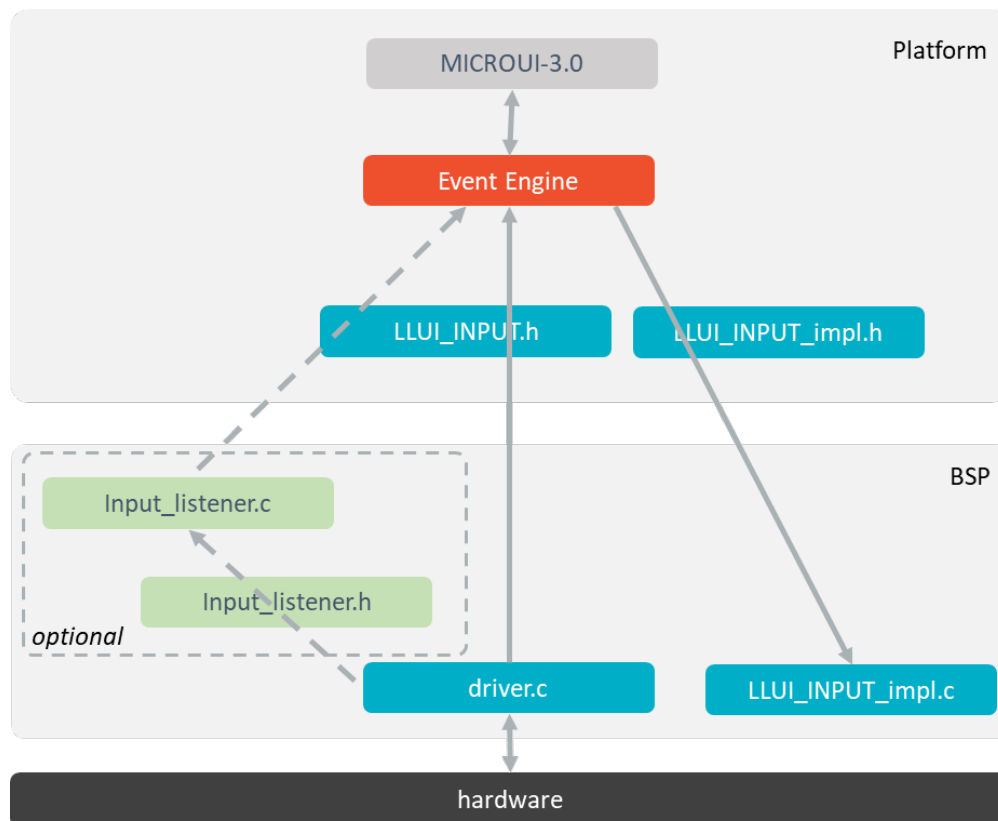 Platform
MICROUI-3.0
Event Engine
LLUI_INPUT.h
LLUI_INPUT_impl.h
BSP
Input_listener.c
Input_listener.h
optional
driver.c
LLUI_INPUT_impl.c
hardware